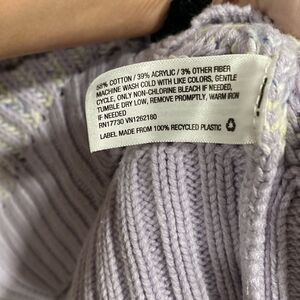 58% COTTON / 39% ACRYLIC / 3% OTHER FIBER
MACHINE WASH COLD WITH LIKE COLORS, GENTLE
CYCLE, ONLY NON-CHLORINE BLEACH IF NEEDED,
TUMBLE DRY LOW, REMOVE PROMPTLY, WARM IRON
IF NEEDED
RN17730 VN1262180
LABEL MADE FROM 100% RECYCLED PLASTIC